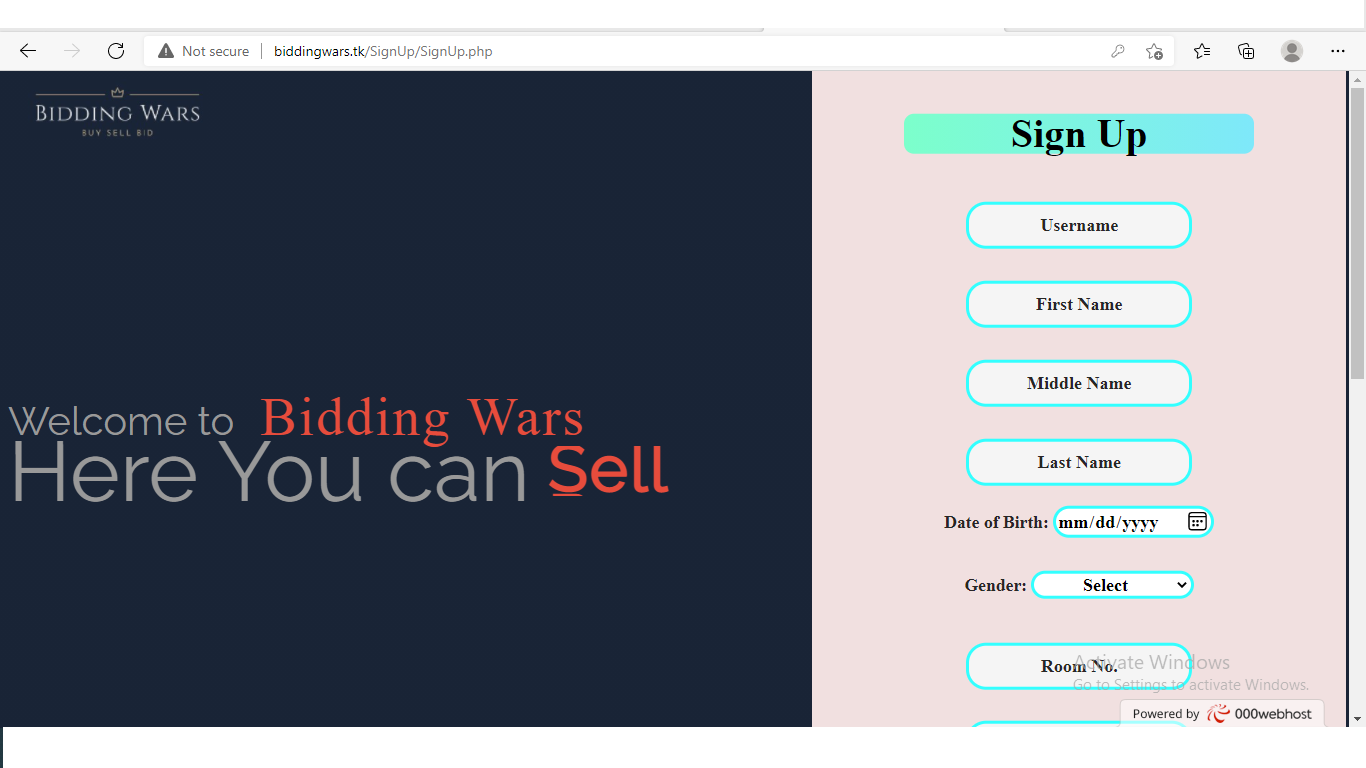 Not secure biddingwars.tk/SignUp/SignUp.php
BIDDING WARS
BUY SELL BID
Welcome to Bidding Wars
Here You can Sell
Sign Up
Username
First Name
Middle Name
Last Name
Date of Birth: mm/dd/yyyy
Gender: Select
Room No.
Activate Windows
Go to Settings to activate Windows.
Powered by 000webhost